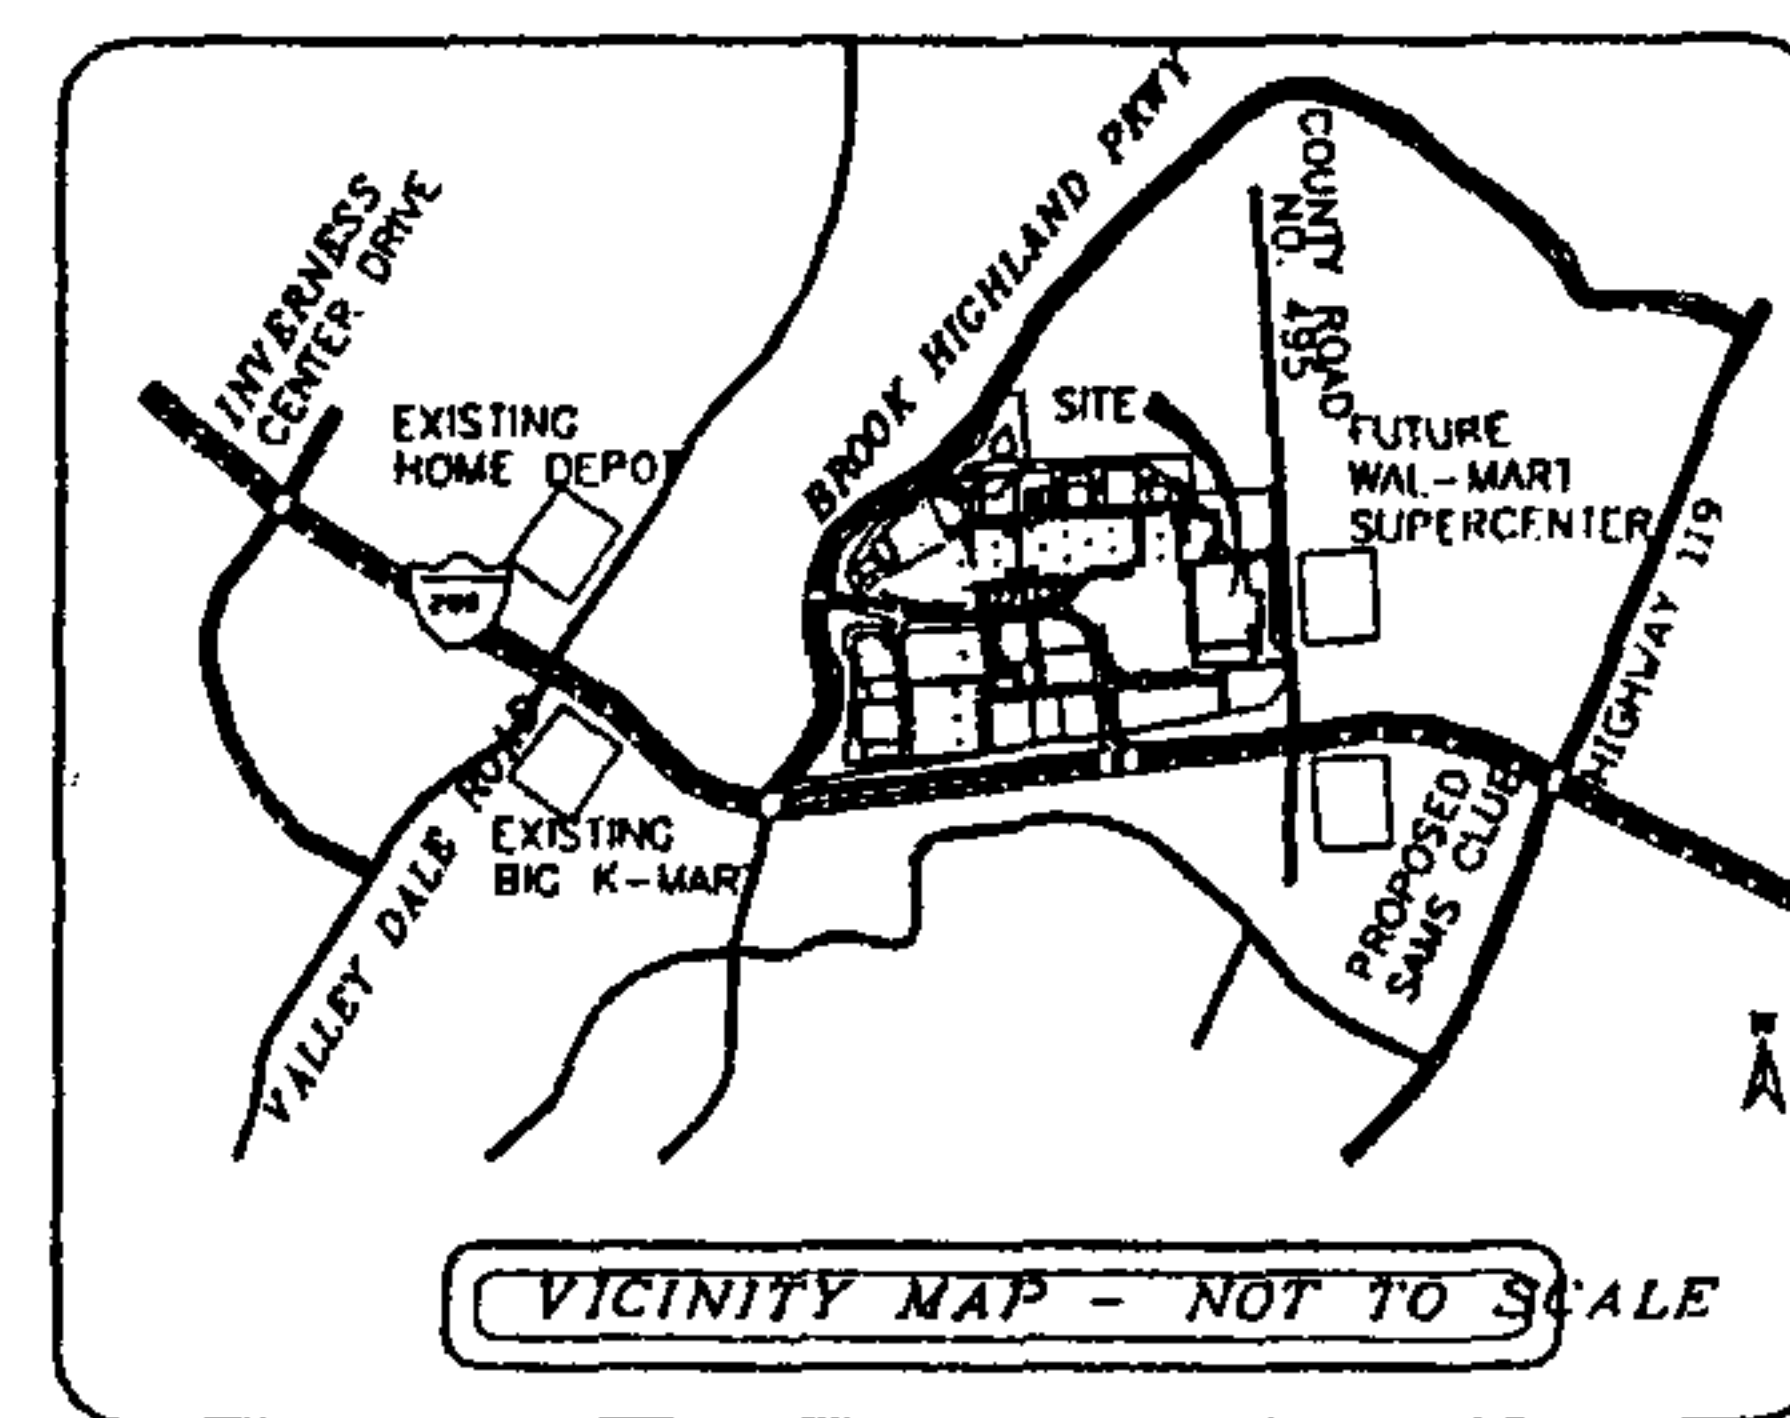 INVERNESS
CENTER DRIVE
EXISTING
HOME DEPOT
BROOK HIGHLAND PKWY
SITE
COUNTY ROAD
NO. 495
FUTURE
WAL-MART
SUPERCENTER
HIGHWAY 119
VALLEY DALE ROAD
EXISTING
BIG K-MART
PROPOSED
SAMS CLUB
VICINITY MAP - NOT TO SCALE